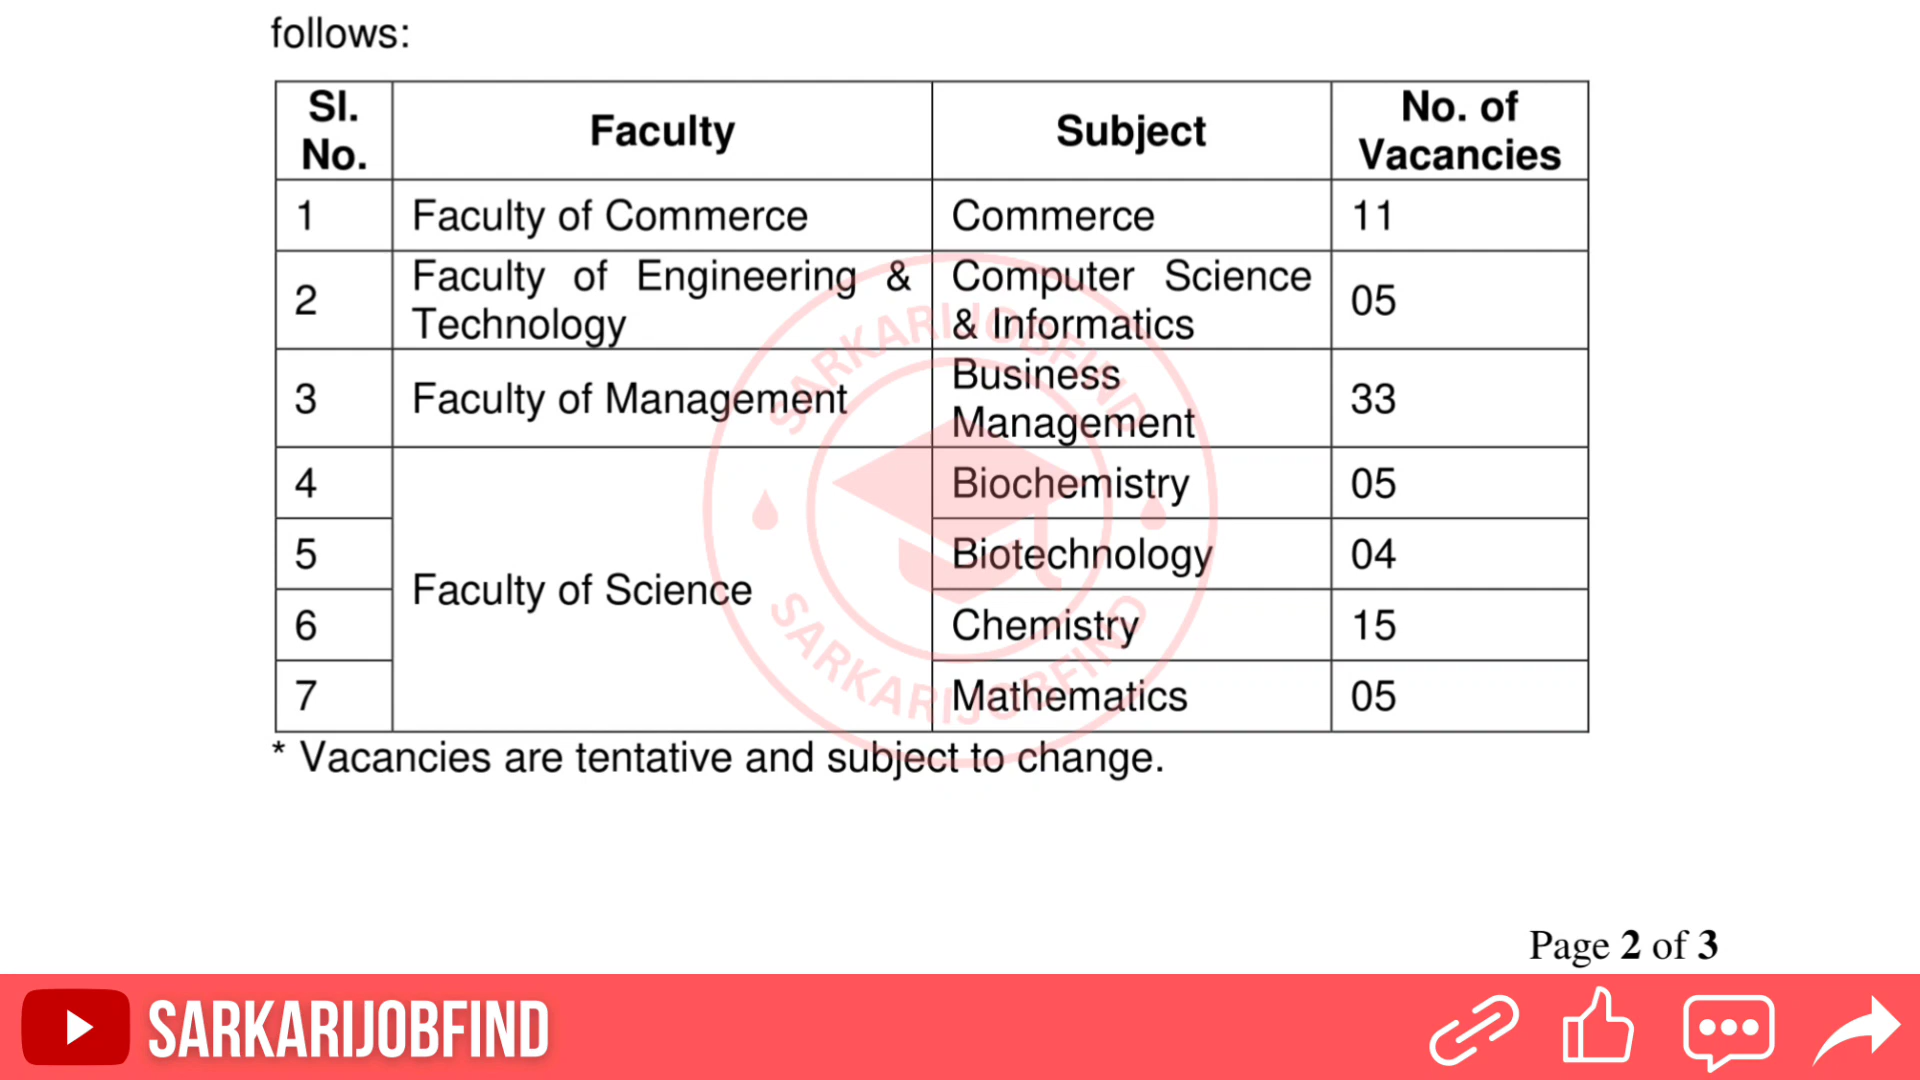 follows:
Sl. No. Faculty Subject No. of Vacancies
1 Faculty of Commerce Commerce 11
2 Faculty of Engineering & Technology Computer Science & Informatics 05
3 Faculty of Management Business Management 33
4 Faculty of Science Biochemistry 05
5 Biotechnology 04
6 Chemistry 15
7 Mathematics 05
* Vacancies are tentative and subject to change.
SARKARIJOBFIND
SARKARIJOBFIND
Page 2 of 3
SARKARIJOBFIND